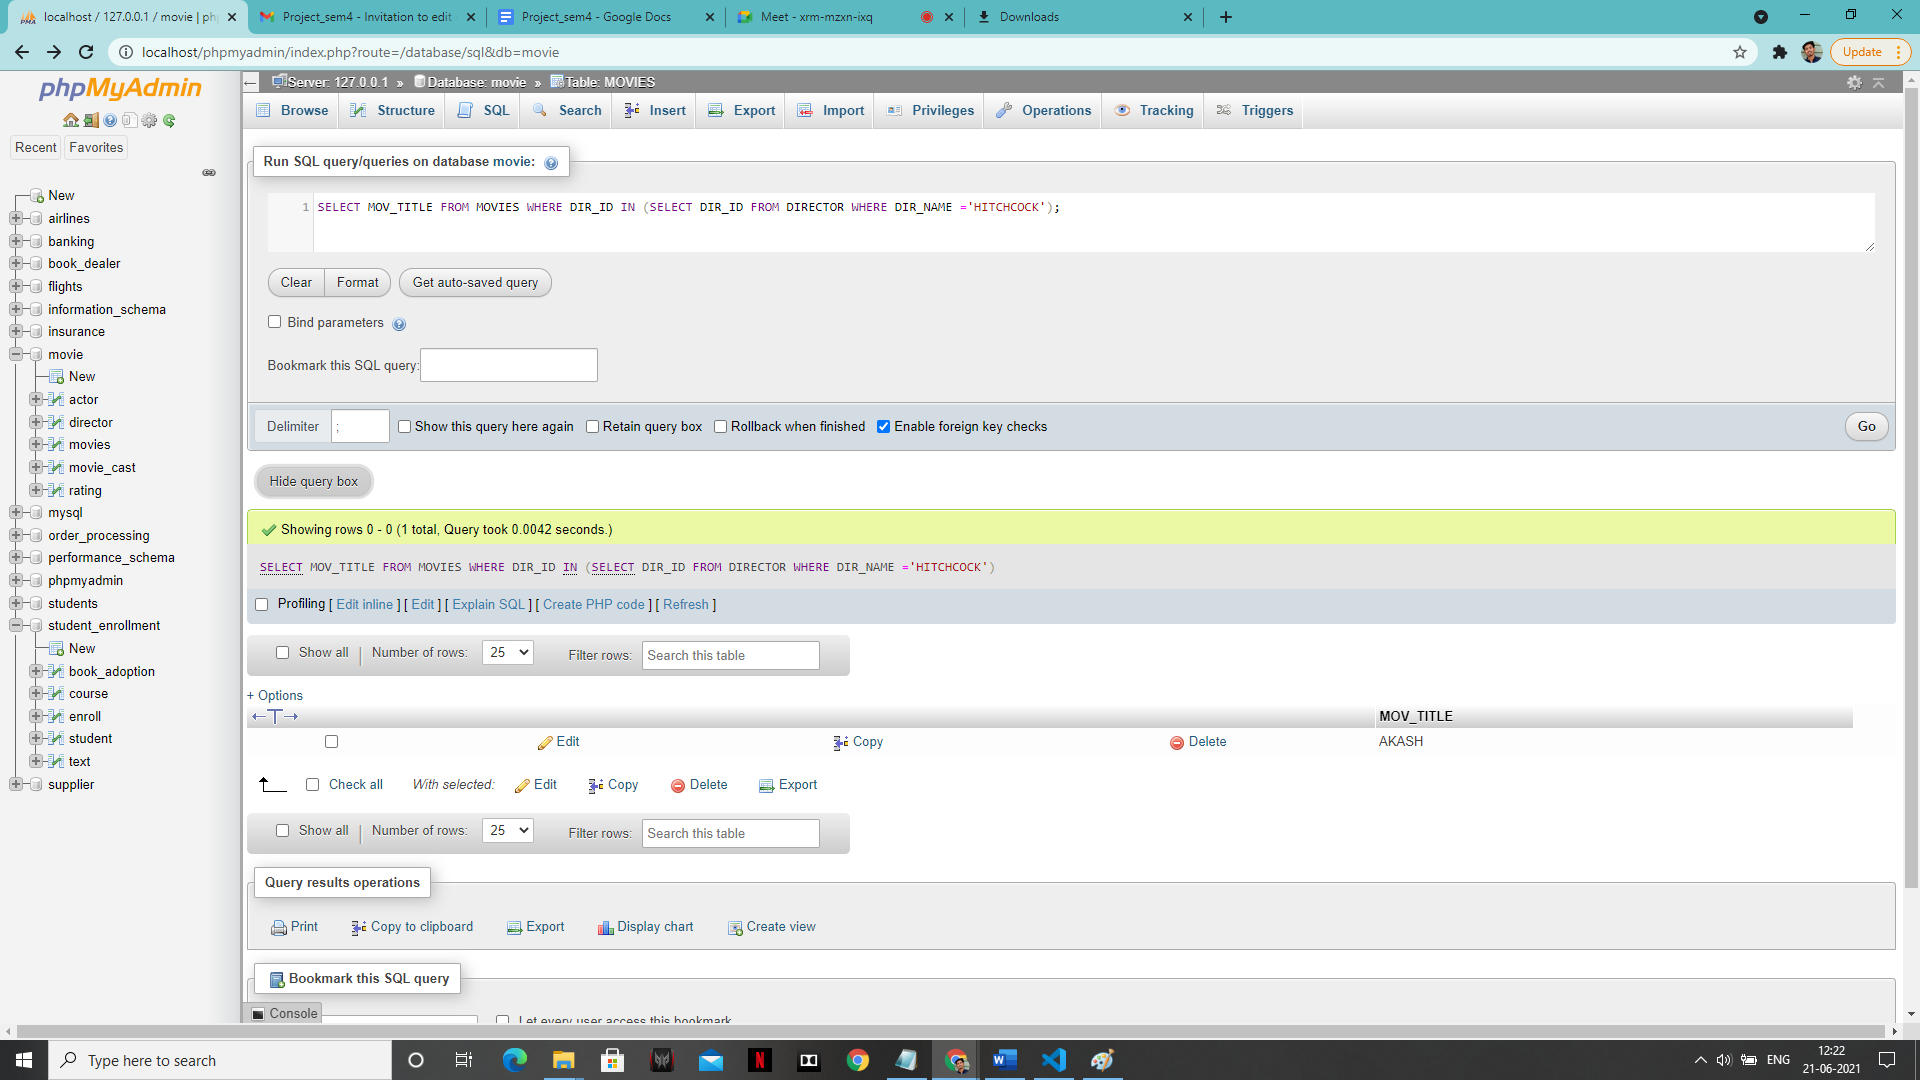 localhost / 127.0.0.1 / movie | ph
Project_sem4 - Invitation to edit
Project_sem4 - Google Docs
Meet - xrm-mzxn-ixq
Downloads
localhost/phpmyadmin/index.php?route=/database/sql&db=movie
Update
phpMyAdmin
Recent
Favorites
New
airlines
banking
book_dealer
flights
information_schema
insurance
movie
New
actor
director
movies
movie_cast
rating
mysql
order_processing
performance_schema
phpmyadmin
students
student_enrollment
New
book_adoption
course
enroll
student
text
supplier
Server: 127.0.0.1 » Database: movie » Table: MOVIES
Browse Structure SQL Search Insert Export Import Privileges Operations Tracking Triggers
Run SQL query/queries on database movie:
1 SELECT MOV_TITLE FROM MOVIES WHERE DIR_ID IN (SELECT DIR_ID FROM DIRECTOR WHERE DIR_NAME ='HITCHCOCK');
Clear Format Get auto-saved query
Bind parameters
Bookmark this SQL query:
Delimiter ; Show this query here again Retain query box Rollback when finished Enable foreign key checks Go
Hide query box
Showing rows 0 - 0 (1 total, Query took 0.0042 seconds.)
SELECT MOV_TITLE FROM MOVIES WHERE DIR_ID IN (SELECT DIR_ID FROM DIRECTOR WHERE DIR_NAME ='HITCHCOCK')
Profiling [ Edit inline ] [ Edit ] [ Explain SQL ] [ Create PHP code ] [ Refresh ]
Show all | Number of rows: 25 Filter rows: Search this table
+ Options
←T→ MOV_TITLE
Edit Copy Delete AKASH
Check all With selected: Edit Copy Delete Export
Show all | Number of rows: 25 Filter rows: Search this table
Query results operations
Print Copy to clipboard Export Display chart Create view
Bookmark this SQL query
Console
Let every user access this bookmark
Type here to search
ENG
12:22
21-06-2021